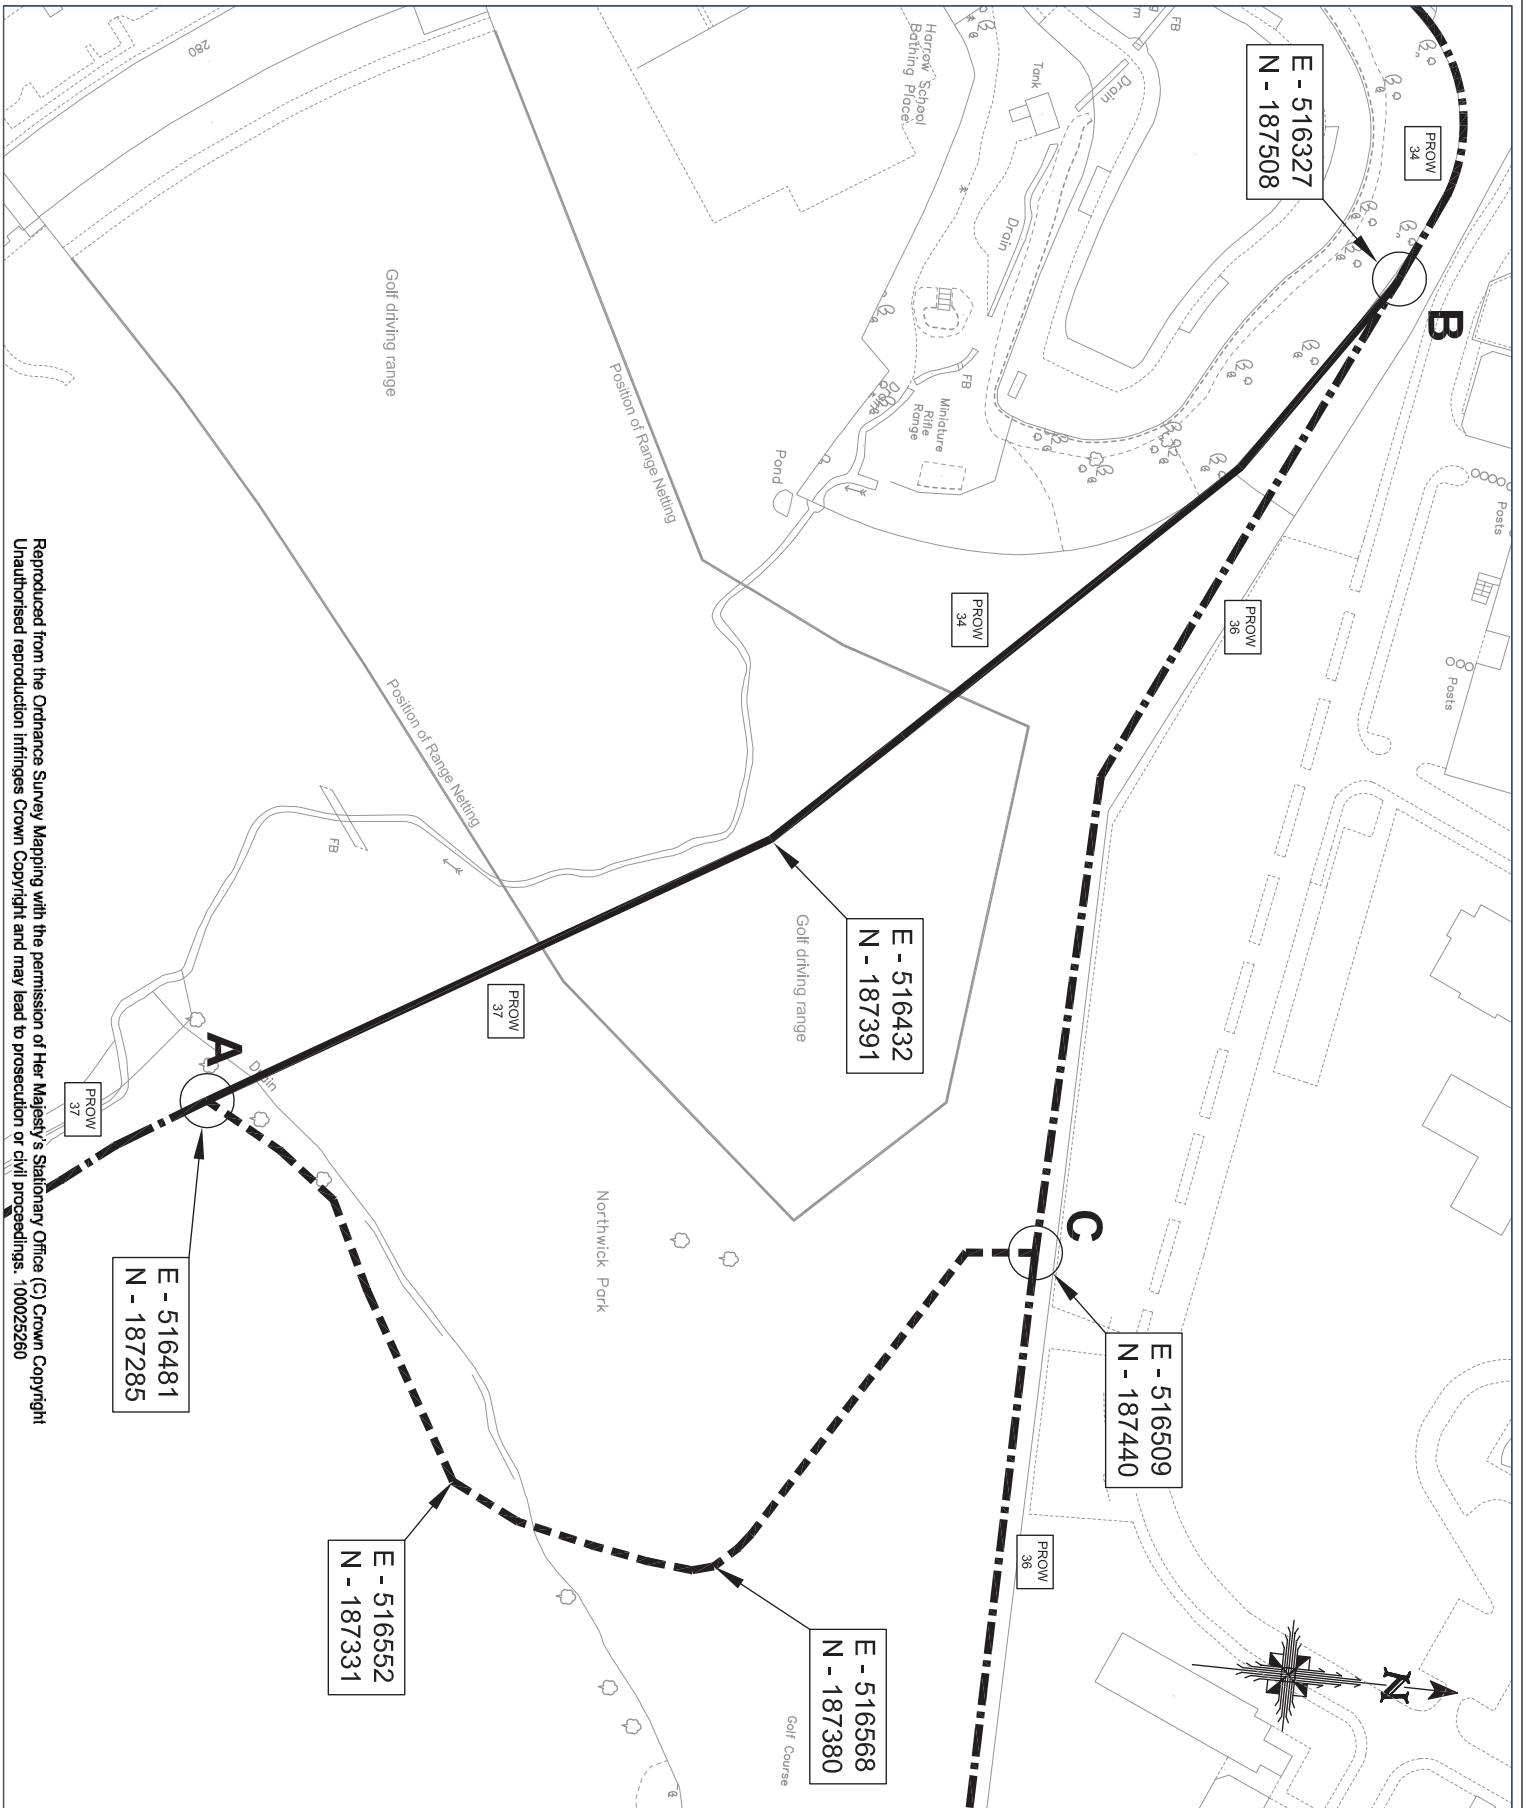 PROW
34
E - 516327
N - 187508
B
FB
Drain
Tank
Harrow School
Bathing Place
Drain
280
Golf driving range
Position of Range Netting
FB
Miniature
Rifle
Range
Drain
Pond
Posts
Posts
PROW
36
PROW
34
Position of Range Netting
FB
E - 516432
N - 187391
Golf driving range
PROW
37
A
Drain
PROW
37
E - 516481
N - 187285
Northwick Park
C
E - 516509
N - 187440
PROW
36
E - 516552
N - 187331
E - 516568
N - 187380
Golf Course
N
Reproduced from the Ordnance Survey Mapping with the permission of Her Majesty's Stationary Office (C) Crown Copyright
Unauthorised reproduction infringes Crown Copyright and may lead to prosecution or civil proceedings. 100025260